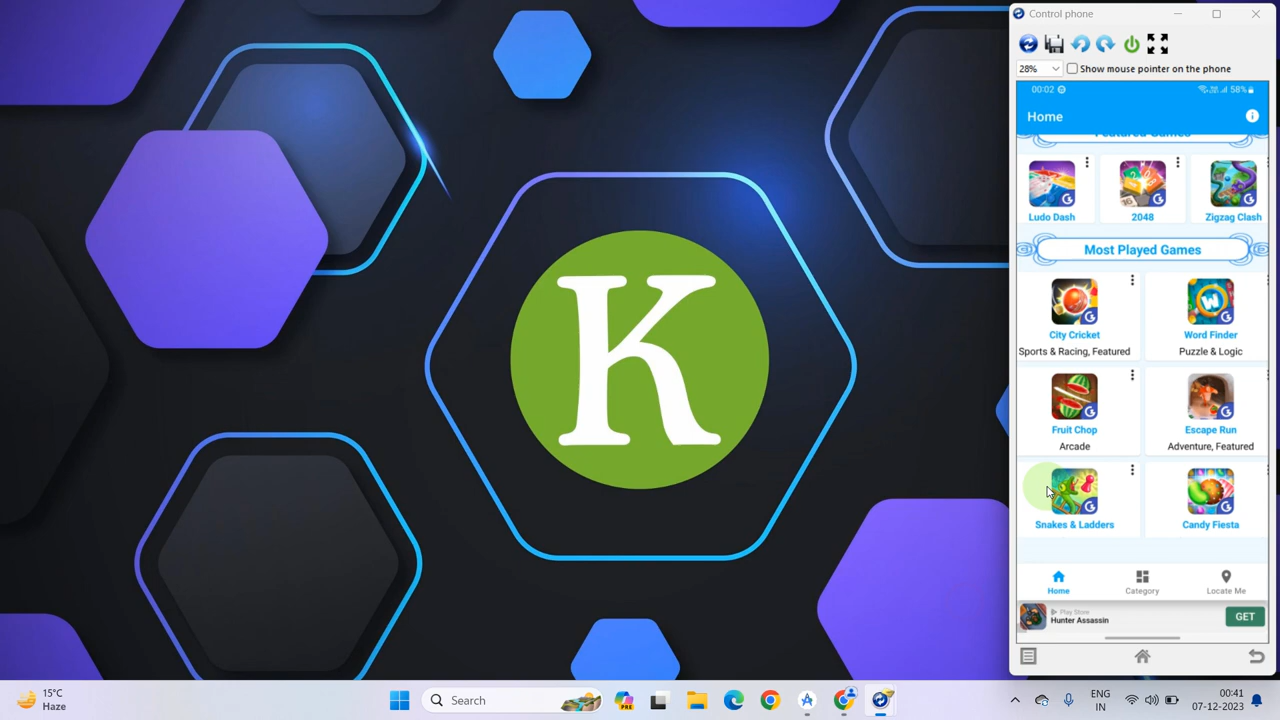 Control phone
28%
Show mouse pointer on the phone
00:02
58%
Home
Featured Games
Ludo Dash
2048
Zigzag Clash
Most Played Games
City Cricket
Sports & Racing, Featured
Word Finder
Puzzle & Logic
Fruit Chop
Arcade
Escape Run
Adventure, Featured
Snakes & Ladders
Candy Fiesta
Home
Category
Locate Me
Play Store
Hunter Assassin
GET
K
15°C
Haze
Search
PRE
ENG
IN
00:41
07-12-2023